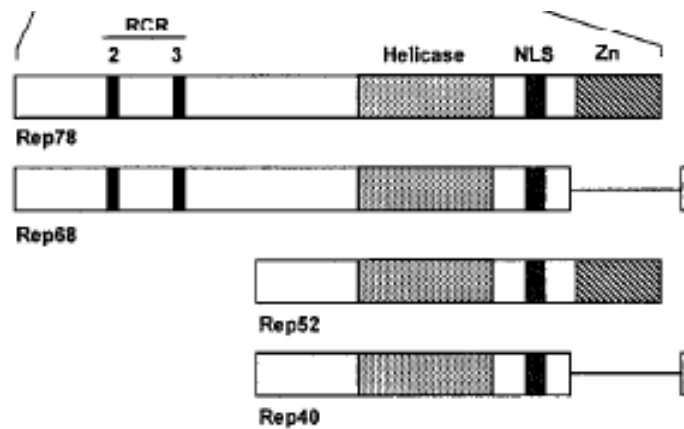 RCR
2 3 Helicase NLS Zn
Rep78
Rep68
Rep52
Rep40